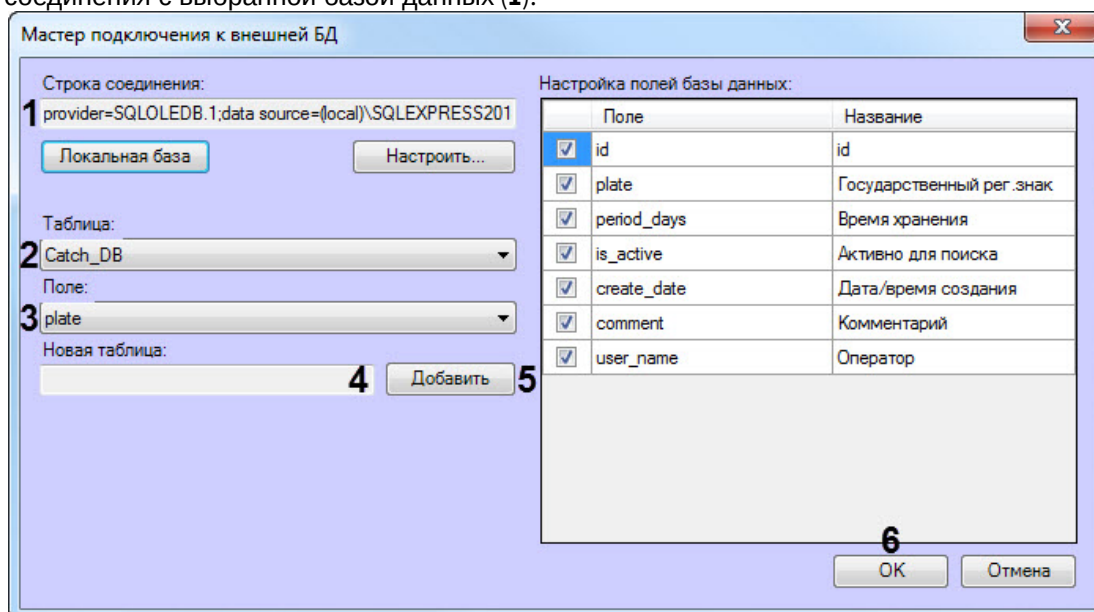 соединения с выбранной базой данных (1).
Мастер подключения к внешней БД
Строка соединения:
1 provider=SQLOLEDB.1;data source=(local)\SQLEXPRESS201
Локальная база Настроить...
Таблица:
2 Catch_DB
Поле:
3 plate
Новая таблица:
4 Добавить 5
Настройка полей базы данных:
Поле Название
id id
plate Государственный рег.знак
period_days Время хранения
is_active Активно для поиска
create_date Дата/время создания
comment Комментарий
user_name Оператор
6
OK Отмена